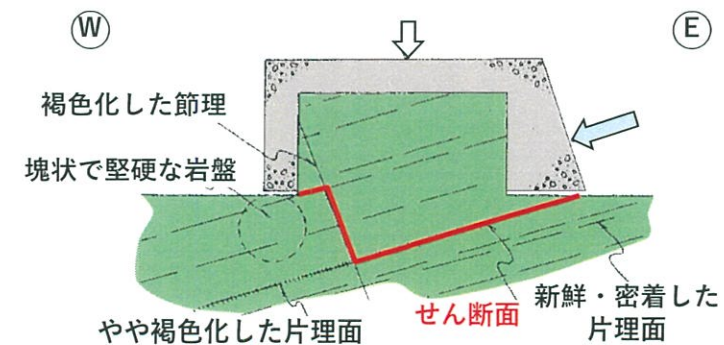 W
E
褐色化した節理
塊状で堅硬な岩盤
やや褐色化した片理面
せん断面
新鮮・密着した
片理面